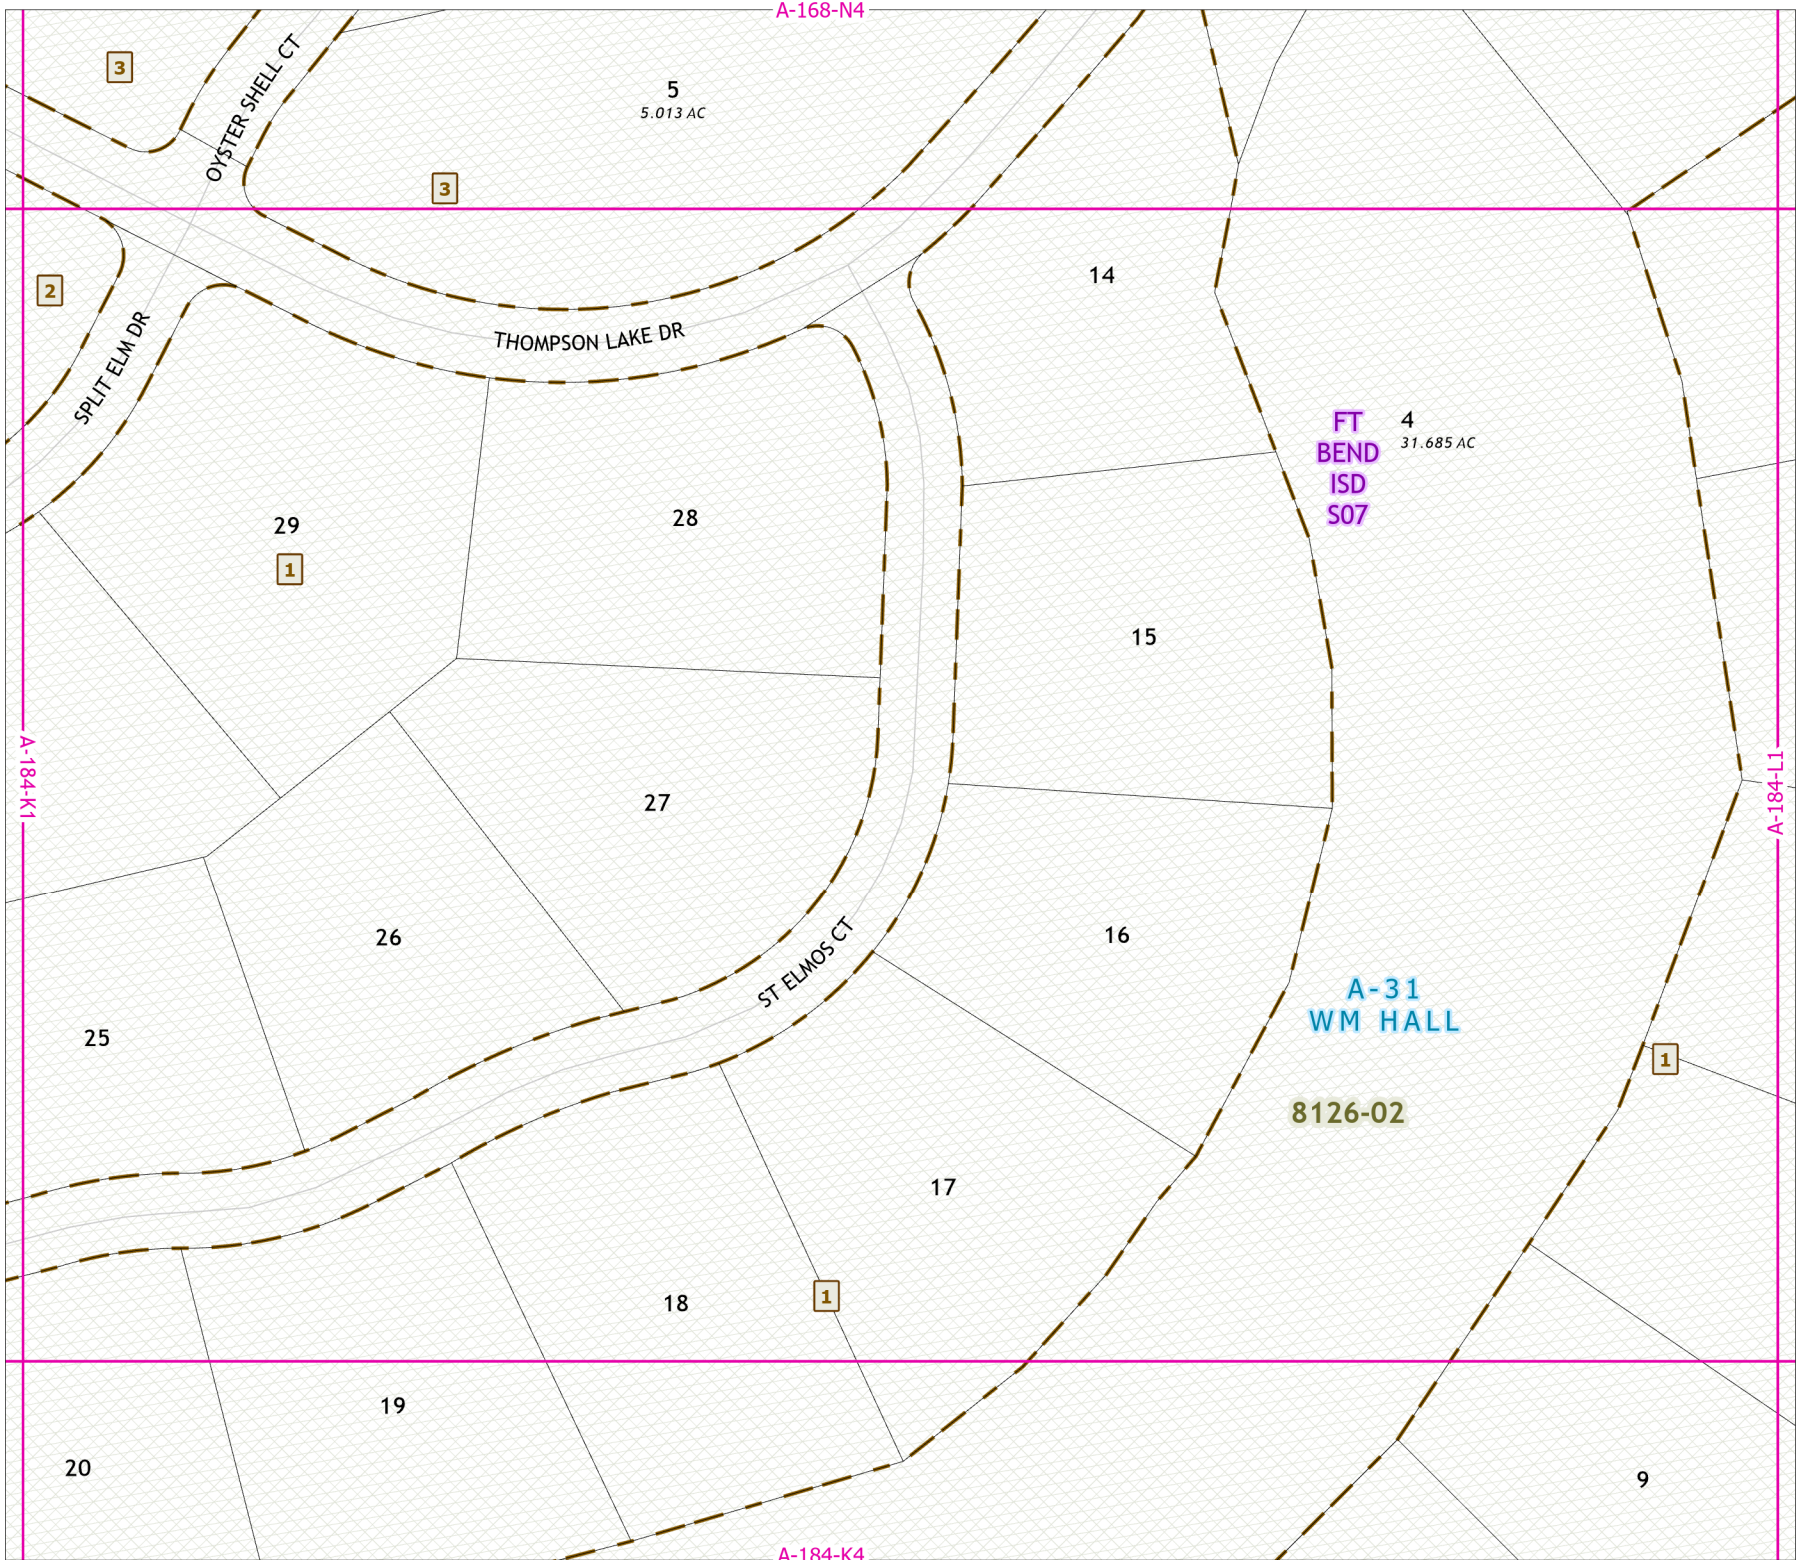 A-168-N4
3
OYSTER SHELL CT
5
5.013 AC
3
14
2
SPLIT ELM DR
THOMPSON LAKE DR
4
31.685 AC
FT
BEND
ISD
S07
29
1
28
15
A-184-K1
A-184-L1
27
26
16
ST ELMOS CT
A-31
WM HALL
25
1
8126-02
17
18
1
19
20
9
A-184-K4